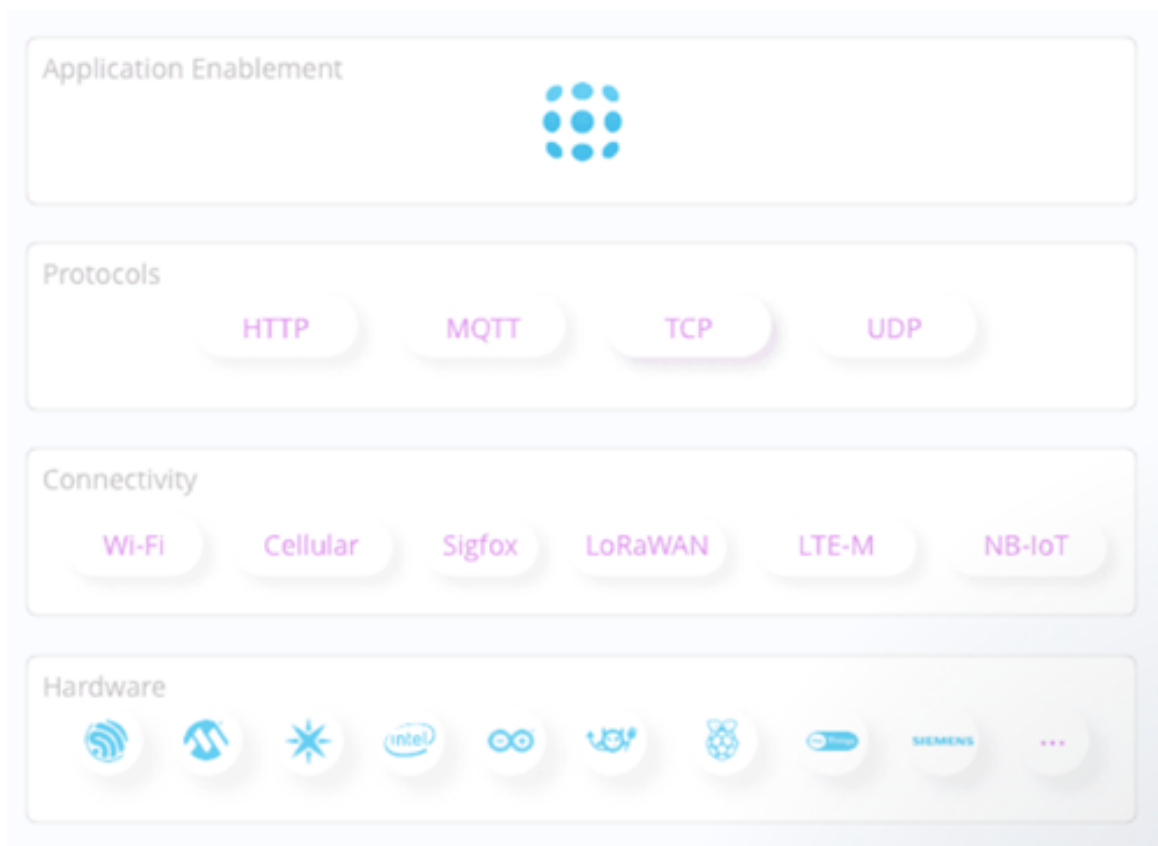 Application Enablement
Protocols
HTTP MQTT TCP UDP
Connectivity
Wi-Fi Cellular Sigfox LoRaWAN LTE-M NB-IoT
Hardware
intel SIEMENS ...